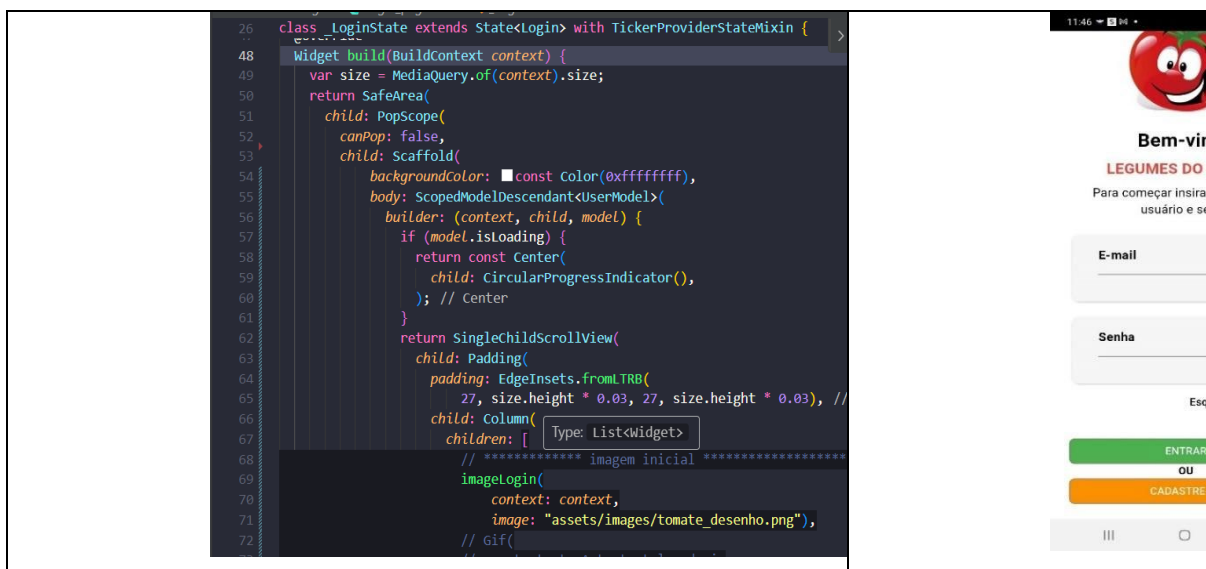 26 class _LoginState extends State<Login> with TickerProviderStateMixin {
48 Widget build(BuildContext context) {
49 var size = MediaQuery.of(context).size;
50 return SafeArea(
51 child: PopScope(
52 canPop: false,
53 child: Scaffold(
54 backgroundColor: const Color(0xffffffff),
55 body: ScopedModelDescendant<UserModel>(
56 builder: (context, child, model) {
57 if (model.isLoading) {
58 return const Center(
59 child: CircularProgressIndicator(),
60 ); // Center
61 }
62 return SingleChildScrollView(
63 child: Padding(
64 padding: EdgeInsets.fromLTRB(
65 27, size.height * 0.03, 27, size.height * 0.03), //
66 child: Column(
67 children: [
Type: List<Widget>
68 // ************* imagem inicial *******************
69 imageLogin(
70 context: context,
71 image: "assets/images/tomate_desenho.png"),
72 // Gif(
11:46
Bem-vin
LEGUMES DO
Para começar insira
usuário e se
E-mail
Senha
Esq
ENTRAR
OU
CADASTRE